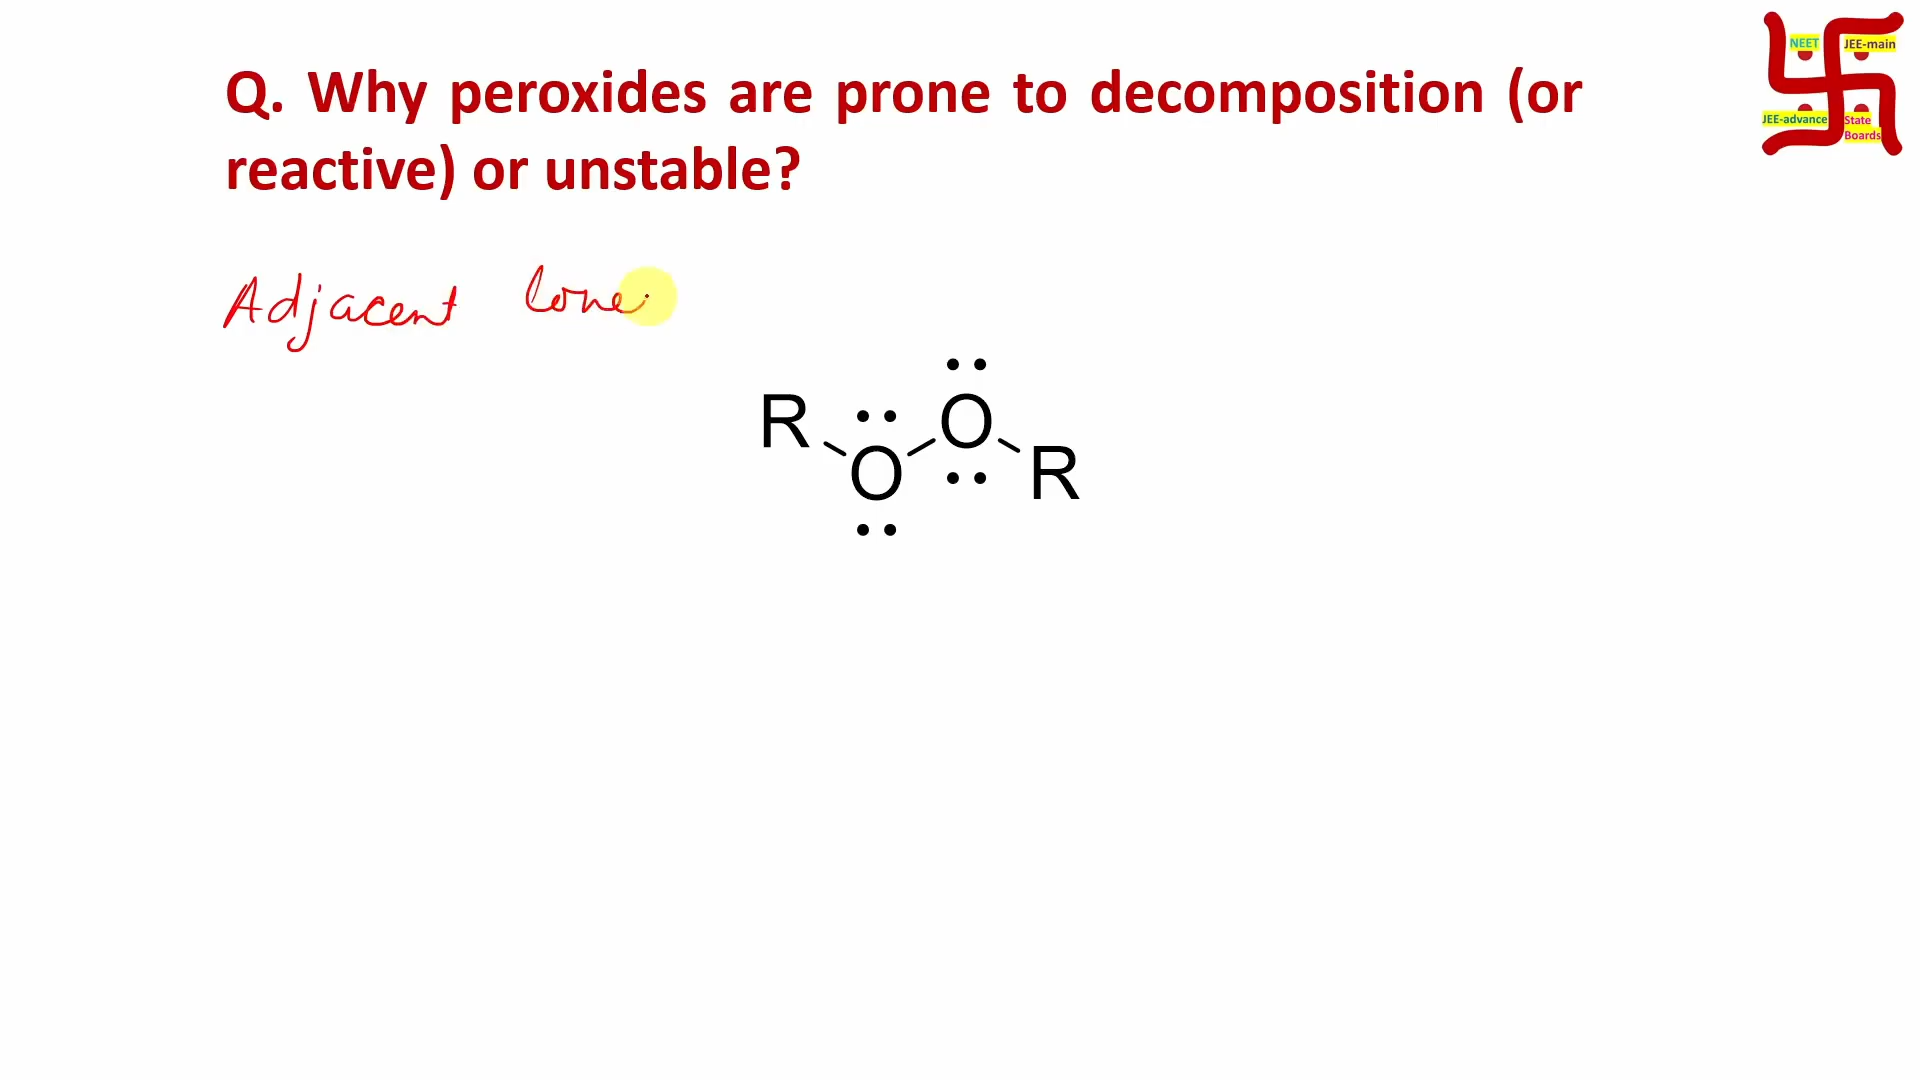 Q. Why peroxides are prone to decomposition (or
reactive) or unstable?
NEET
JEE-main
JEE-advance
State
Boards
Adjacent lone
R O O R